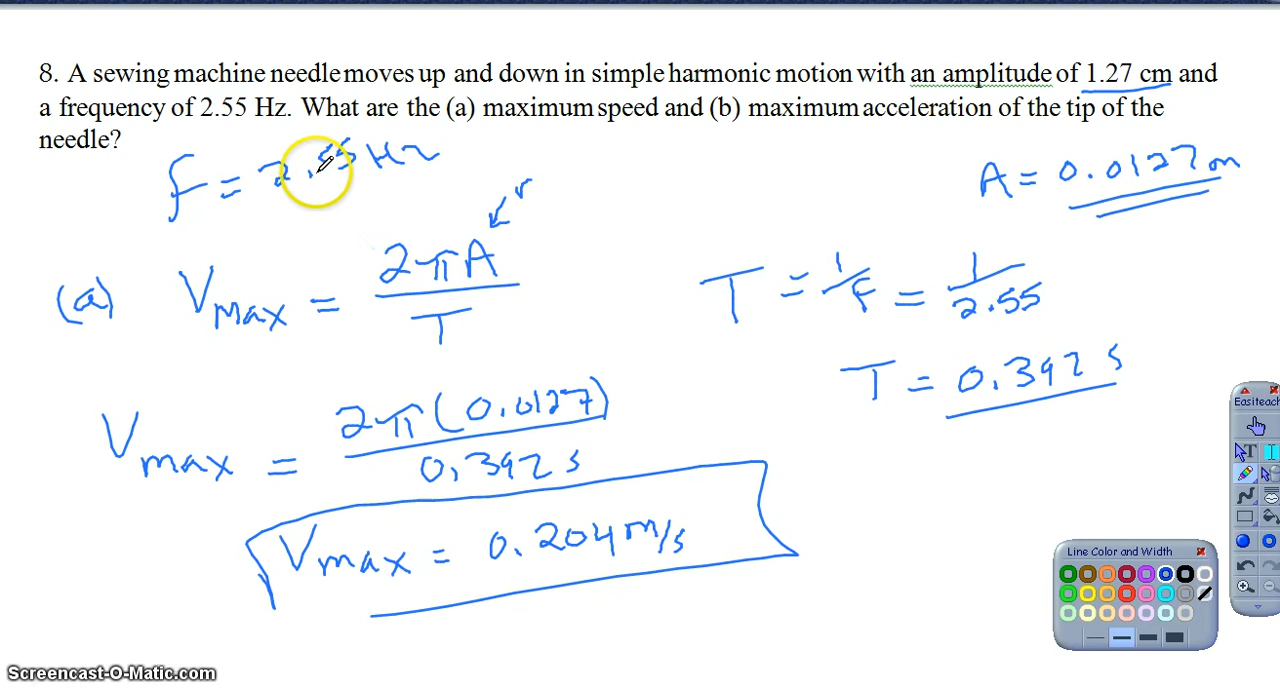 8. A sewing machine needle moves up and down in simple harmonic motion with an amplitude of 1.27 cm and
a frequency of 2.55 Hz. What are the (a) maximum speed and (b) maximum acceleration of the tip of the
needle?
f = 2.55 Hz
A = 0.0127 m
r
(a) Vmax = 2πA / T
T = 1/f = 1/2.55
T = 0.392 s
Vmax = 2π(0.0127) / 0.392 s
Vmax = 0.204 m/s
Easiteach
Line Color and Width
Screencast-O-Matic.com